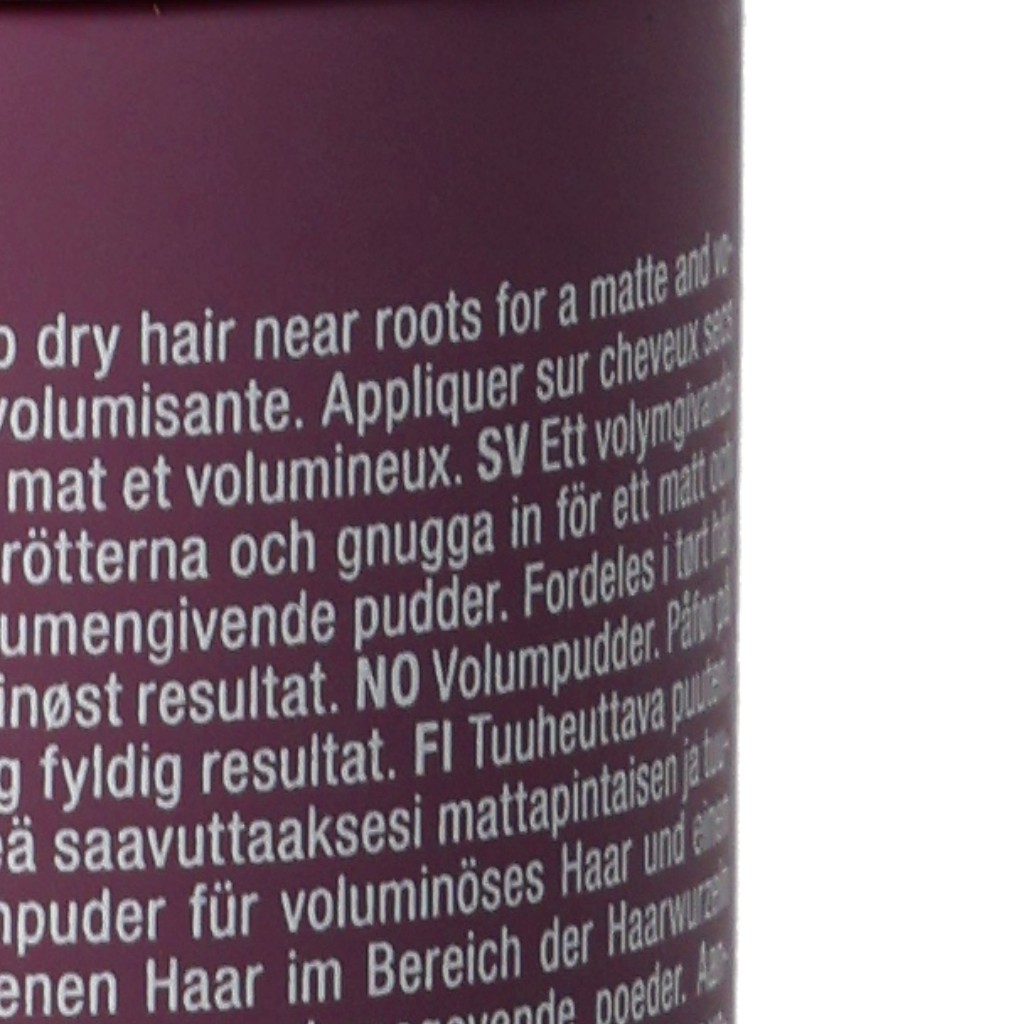 dry hair near roots for a matte and vo-
volumisante. Appliquer sur cheveux secs
mat et volumineux. SV Ett volymgivande
rötterna och gnugga in för ett matt och
umengivende pudder. Fordeles i tørt hår
inøst resultat. NO Volumpudder. Påfør på
g fyldig resultat. FI Tuuheuttava puuteri
eä saavuttaaksesi mattapintaisen ja tuu-
npuder für voluminöses Haar und einen
enen Haar im Bereich der Haarwurzeln
gevende poeder. Aan-